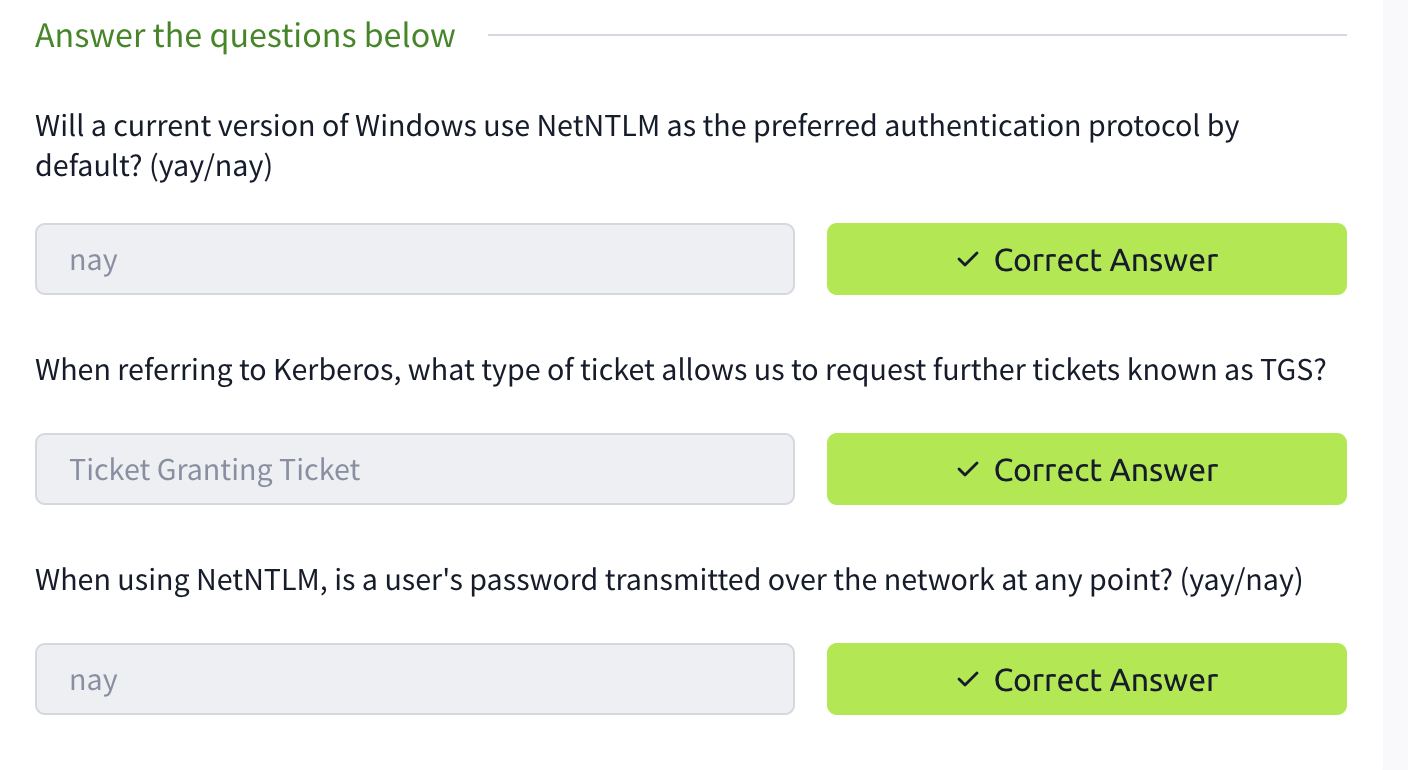 Answer the questions below
Will a current version of Windows use NetNTLM as the preferred authentication protocol by
default? (yay/nay)
nay
✓ Correct Answer
When referring to Kerberos, what type of ticket allows us to request further tickets known as TGS?
Ticket Granting Ticket
✓ Correct Answer
When using NetNTLM, is a user's password transmitted over the network at any point? (yay/nay)
nay
✓ Correct Answer